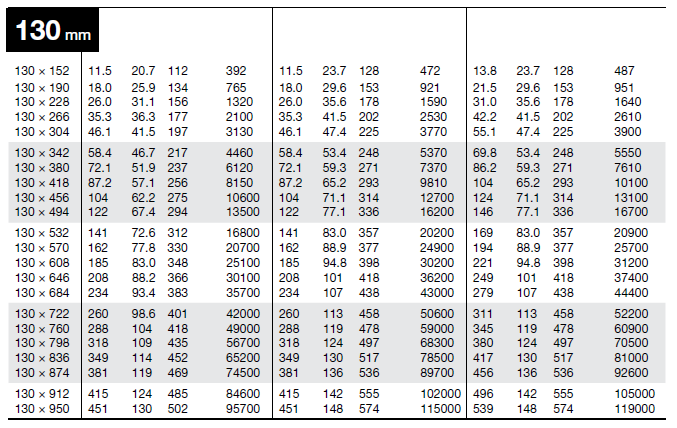 130 mm
130 × 152 11.5 20.7 112 392 11.5 23.7 128 472 13.8 23.7 128 487
130 × 190 18.0 25.9 134 765 18.0 29.6 153 921 21.5 29.6 153 951
130 × 228 26.0 31.1 156 1320 26.0 35.6 178 1590 31.0 35.6 178 1640
130 × 266 35.3 36.3 177 2100 35.3 41.5 202 2530 42.2 41.5 202 2610
130 × 304 46.1 41.5 197 3130 46.1 47.4 225 3770 55.1 47.4 225 3900
130 × 342 58.4 46.7 217 4460 58.4 53.4 248 5370 69.8 53.4 248 5550
130 × 380 72.1 51.9 237 6120 72.1 59.3 271 7370 86.2 59.3 271 7610
130 × 418 87.2 57.1 256 8150 87.2 65.2 293 9810 104 65.2 293 10100
130 × 456 104 62.2 275 10600 104 71.1 314 12700 124 71.1 314 13100
130 × 494 122 67.4 294 13500 122 77.1 336 16200 146 77.1 336 16700
130 × 532 141 72.6 312 16800 141 83.0 357 20200 169 83.0 357 20900
130 × 570 162 77.8 330 20700 162 88.9 377 24900 194 88.9 377 25700
130 × 608 185 83.0 348 25100 185 94.8 398 30200 221 94.8 398 31200
130 × 646 208 88.2 366 30100 208 101 418 36200 249 101 418 37400
130 × 684 234 93.4 383 35700 234 107 438 43000 279 107 438 44400
130 × 722 260 98.6 401 42000 260 113 458 50600 311 113 458 52200
130 × 760 288 104 418 49000 288 119 478 59000 345 119 478 60900
130 × 798 318 109 435 56700 318 124 497 68300 380 124 497 70500
130 × 836 349 114 452 65200 349 130 517 78500 417 130 517 81000
130 × 874 381 119 469 74500 381 136 536 89700 456 136 536 92600
130 × 912 415 124 485 84600 415 142 555 102000 496 142 555 105000
130 × 950 451 130 502 95700 451 148 574 115000 539 148 574 119000